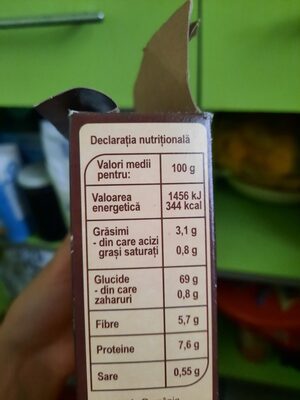 Declarația nutrițională
Valori medii pentru: 100 g
Valoarea energetică 1456 kJ
344 kcal
Grăsimi 3,1 g
- din care acizi
grași saturați 0,8 g
Glucide 69 g
- din care
zaharuri 0,8 g
Fibre 5,7 g
Proteine 7,6 g
Sare 0,55 g